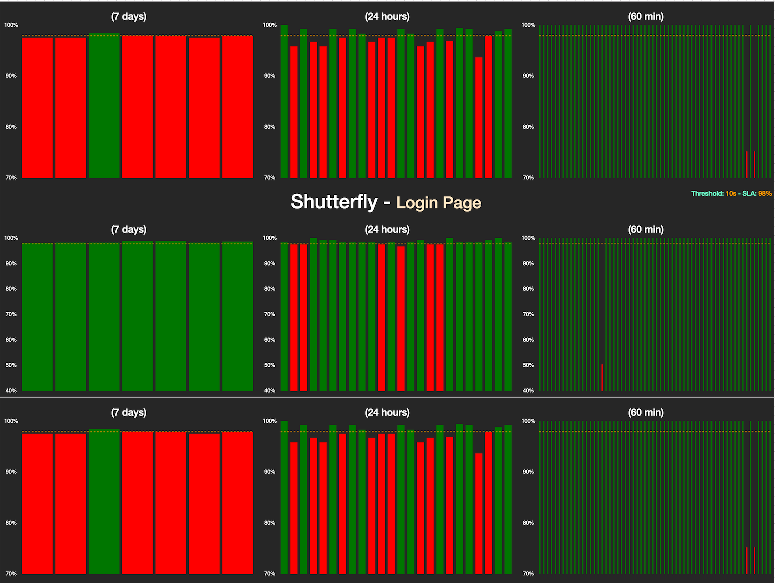 (7 days) (24 hours) (60 min)
100% 100% 100%
90% 90% 90%
80% 80% 80%
70% 70% 70%
Threshold: 10s - SLA: 98%
Shutterfly - Login Page
(7 days) (24 hours) (60 min)
100% 100% 100%
90% 90% 90%
80% 80% 80%
70% 70% 70%
60% 60% 60%
50% 50% 50%
40% 40% 40%
(7 days) (24 hours) (60 min)
100% 100% 100%
90% 90% 90%
80% 80% 80%
70% 70% 70%